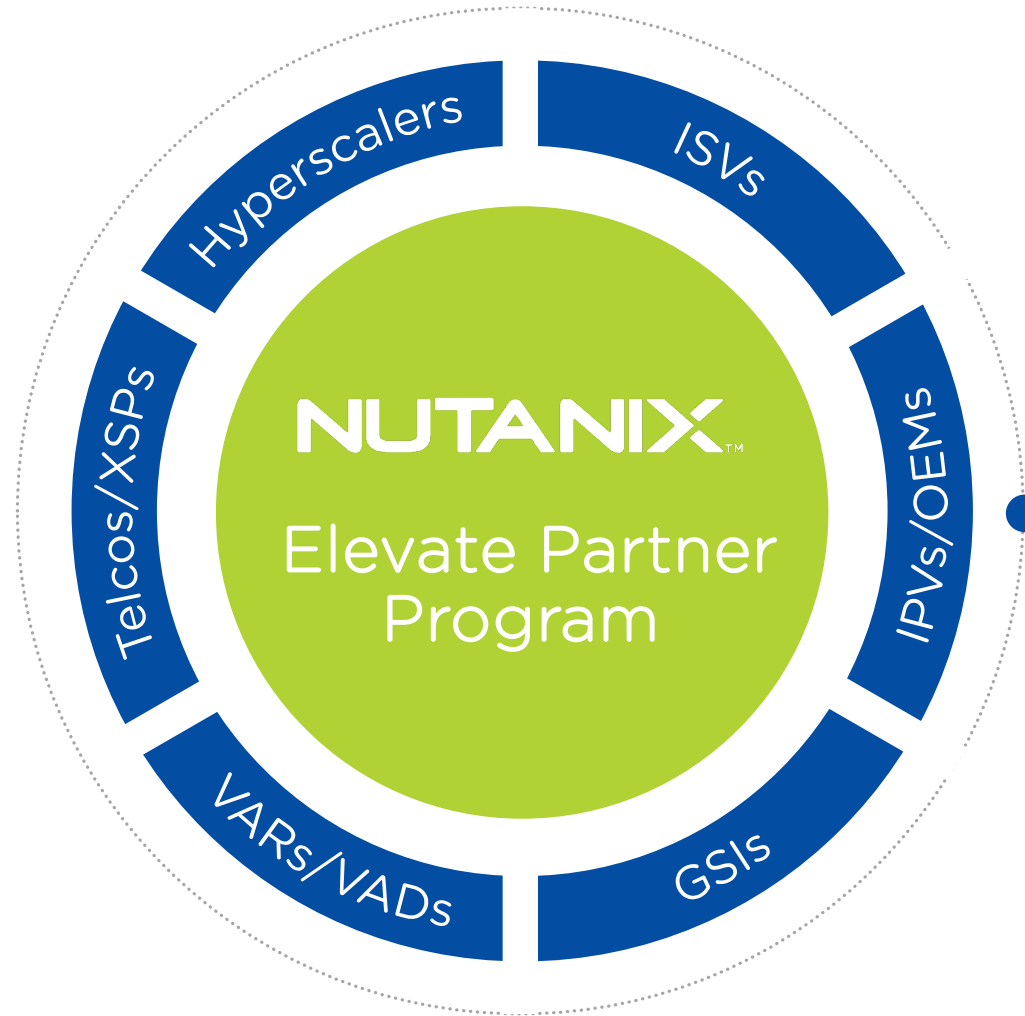 Hyperscalers
ISVs
Telcos/XSPs
IPVs/OEMs
NUTANIX™
Elevate Partner
Program
VARs/VADs
GSIs